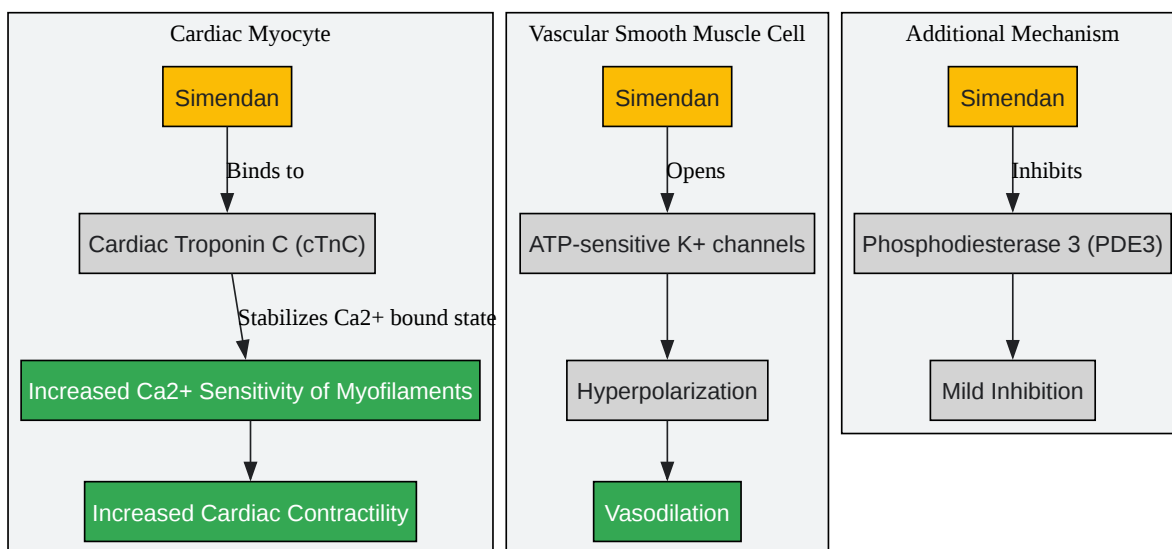 Cardiac Myocyte
Simendan
Binds to
Cardiac Troponin C (cTnC)
Stabilizes Ca2+ bound state
Increased Ca2+ Sensitivity of Myofilaments
Increased Cardiac Contractility
Vascular Smooth Muscle Cell
Simendan
Opens
ATP-sensitive K+ channels
Hyperpolarization
Vasodilation
Additional Mechanism
Simendan
Inhibits
Phosphodiesterase 3 (PDE3)
Mild Inhibition